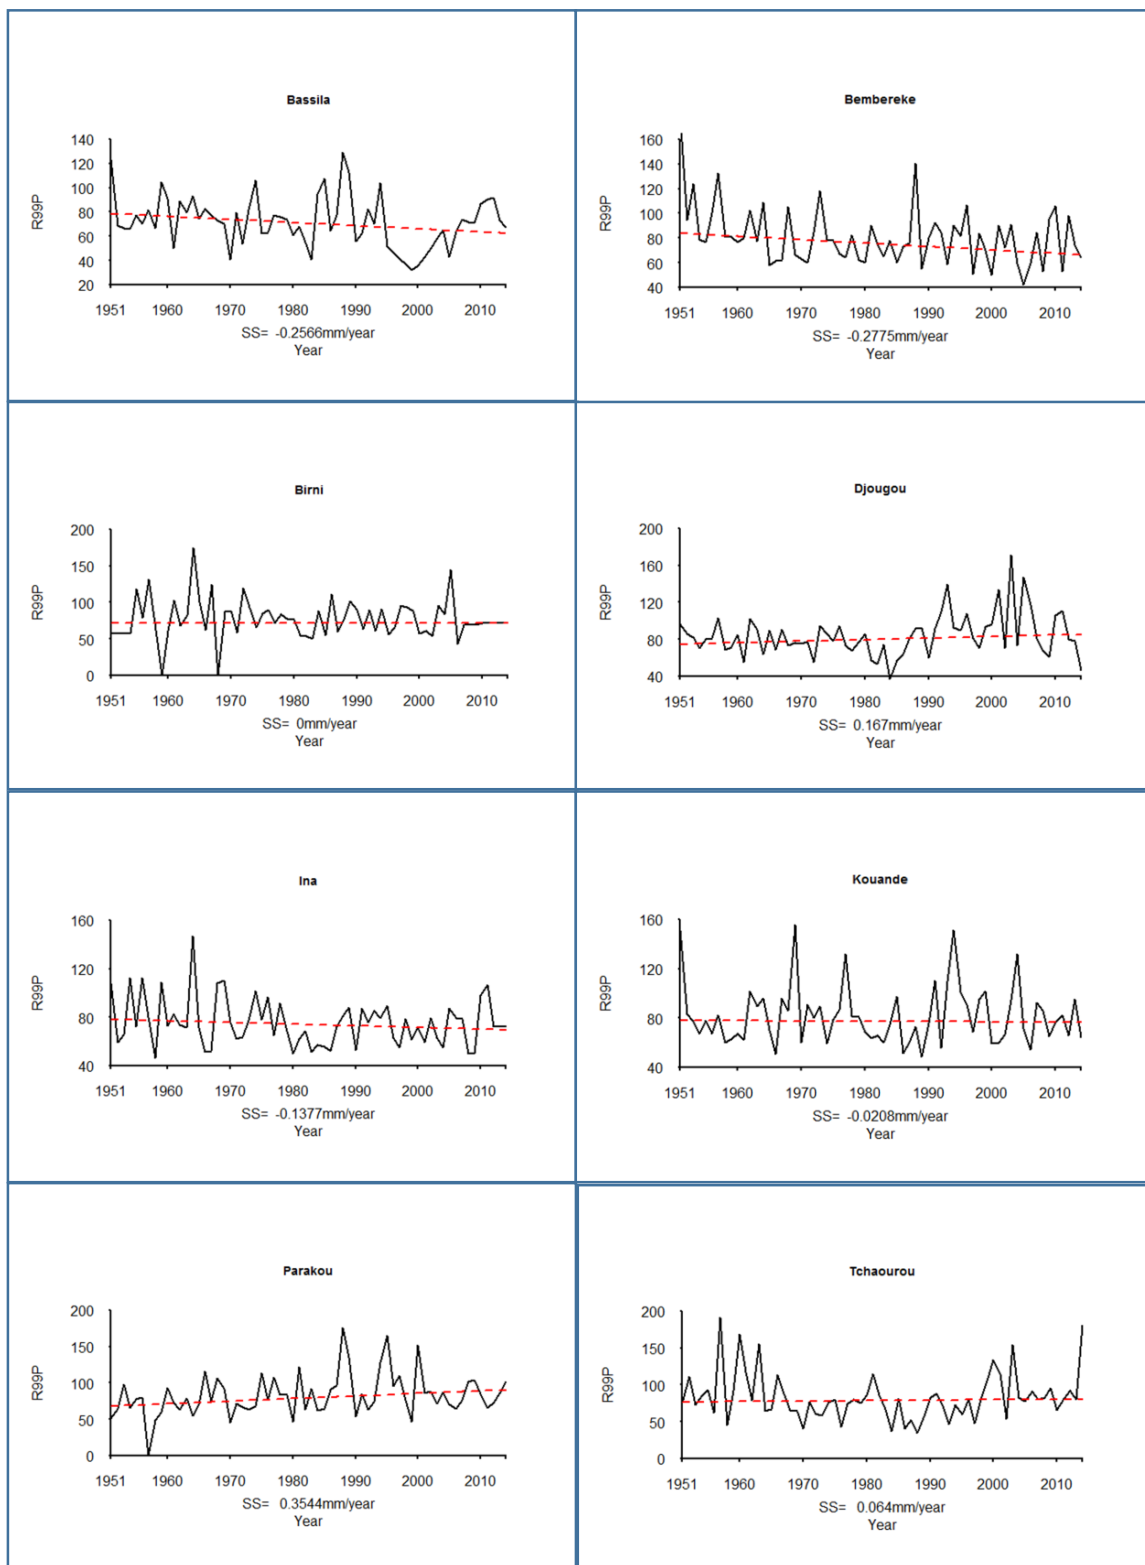 Bassila
R99P
140
120
100
80
60
40
20
1951 1960 1970 1980 1990 2000 2010
SS= -0.2566mm/year
Year
Bembereke
R99P
160
140
120
100
80
60
40
1951 1960 1970 1980 1990 2000 2010
SS= -0.2775mm/year
Year
Birni
R99P
200
150
100
50
0
1951 1960 1970 1980 1990 2000 2010
SS= 0mm/year
Year
Djougou
R99P
200
160
120
80
40
1951 1960 1970 1980 1990 2000 2010
SS= 0.167mm/year
Year
Ina
R99P
160
120
80
40
1951 1960 1970 1980 1990 2000 2010
SS= -0.1377mm/year
Year
Kouande
R99P
160
120
80
40
1951 1960 1970 1980 1990 2000 2010
SS= -0.0208mm/year
Year
Parakou
R99P
200
150
100
50
0
1951 1960 1970 1980 1990 2000 2010
SS= 0.3544mm/year
Year
Tchaourou
R99P
200
150
100
50
0
1951 1960 1970 1980 1990 2000 2010
SS= 0.064mm/year
Year